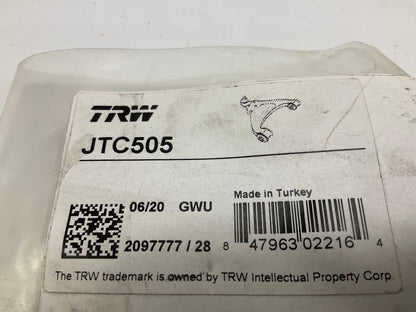 TRW
JTC505
06/20 GWU
Made in Turkey
2097777 / 28
8 47963 02216 4
The TRW trademark is owned by TRW Intellectual Property Corp.